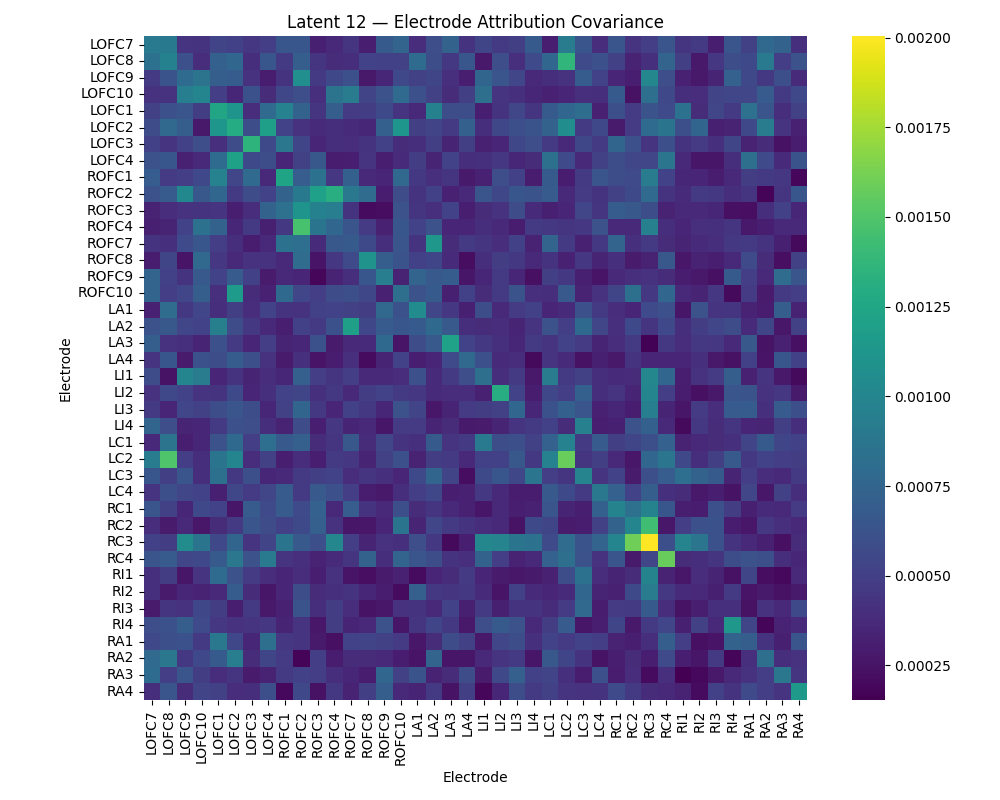 Latent 12 — Electrode Attribution Covariance
LOFC7
LOFC8
LOFC9
LOFC10
LOFC1
LOFC2
LOFC3
LOFC4
ROFC1
ROFC2
ROFC3
ROFC4
ROFC7
ROFC8
ROFC9
ROFC10
LA1
LA2
LA3
LA4
LI1
LI2
LI3
LI4
LC1
LC2
LC3
LC4
RC1
RC2
RC3
RC4
RI1
RI2
RI3
RI4
RA1
RA2
RA3
RA4
Electrode
LOFC7
LOFC8
LOFC9
LOFC10
LOFC1
LOFC2
LOFC3
LOFC4
ROFC1
ROFC2
ROFC3
ROFC4
ROFC7
ROFC8
ROFC9
ROFC10
LA1
LA2
LA3
LA4
LI1
LI2
LI3
LI4
LC1
LC2
LC3
LC4
RC1
RC2
RC3
RC4
RI1
RI2
RI3
RI4
RA1
RA2
RA3
RA4
Electrode
0.00200
0.00175
0.00150
0.00125
0.00100
0.00075
0.00050
0.00025